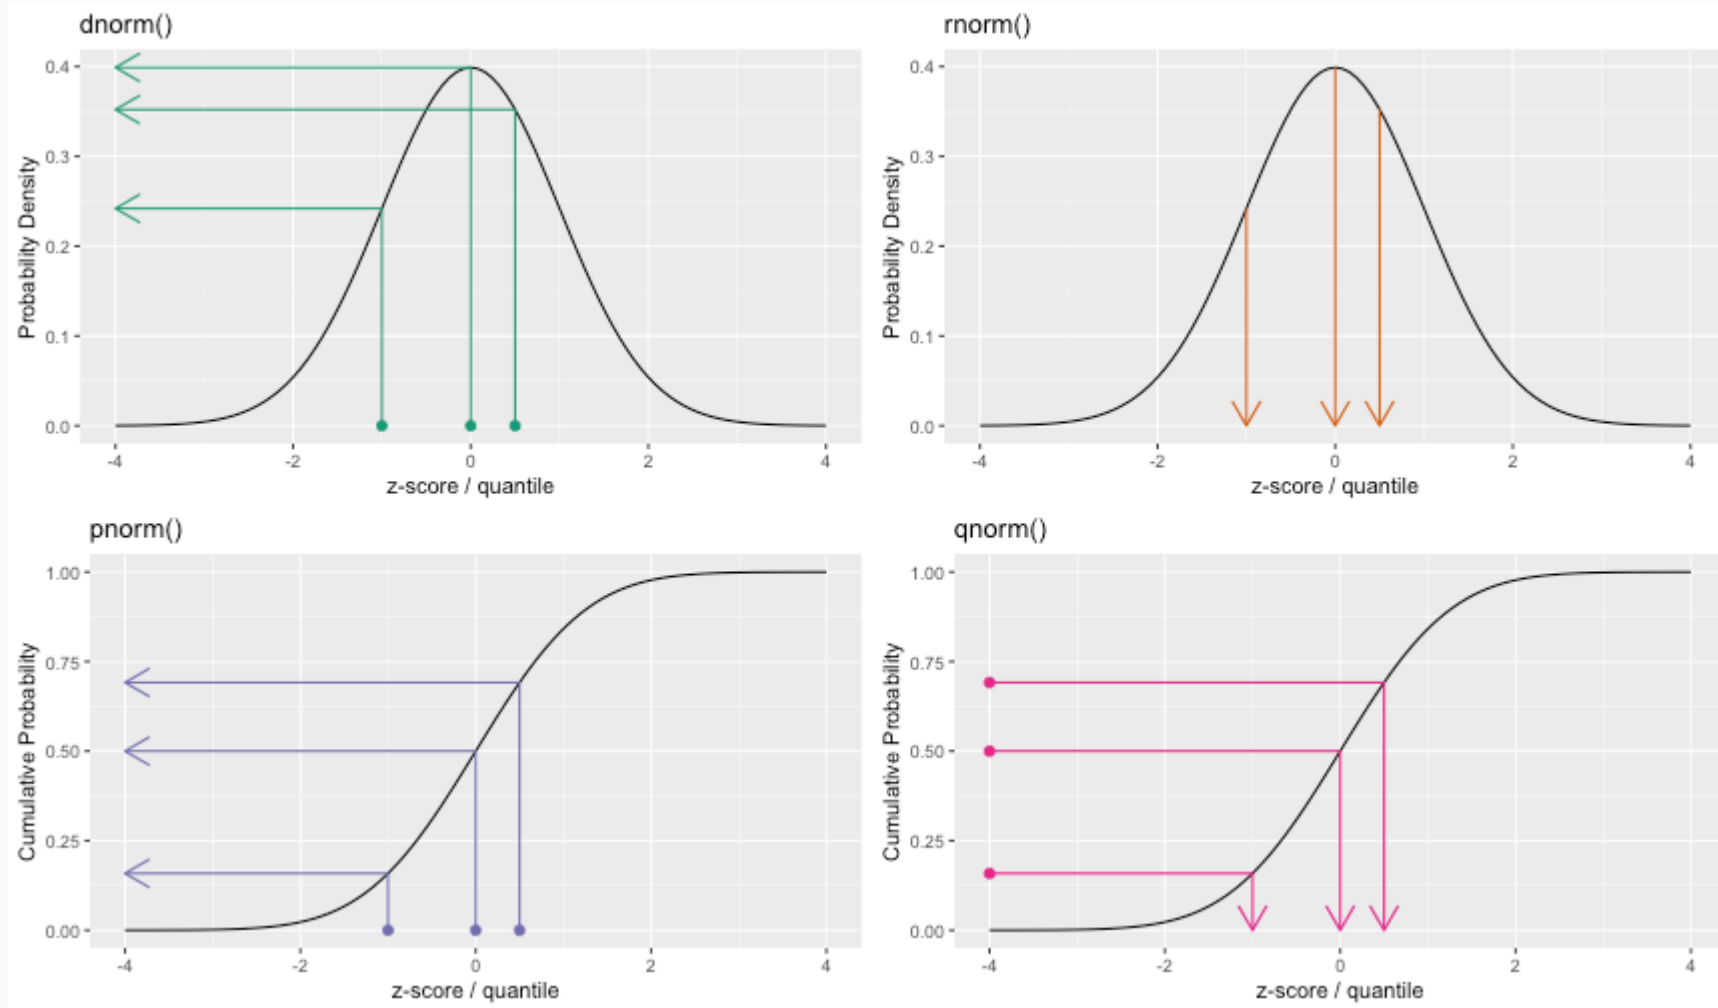 dnorm()
0.4
0.3
0.2
0.1
0.0
Probability Density
-4 -2 0 2 4
z-score / quantile
rnorm()
0.4
0.3
0.2
0.1
0.0
Probability Density
-4 -2 0 2 4
z-score / quantile
pnorm()
1.00
0.75
0.50
0.25
0.00
Cumulative Probability
-4 -2 0 2 4
z-score / quantile
qnorm()
1.00
0.75
0.50
0.25
0.00
Cumulative Probability
-4 -2 0 2 4
z-score / quantile